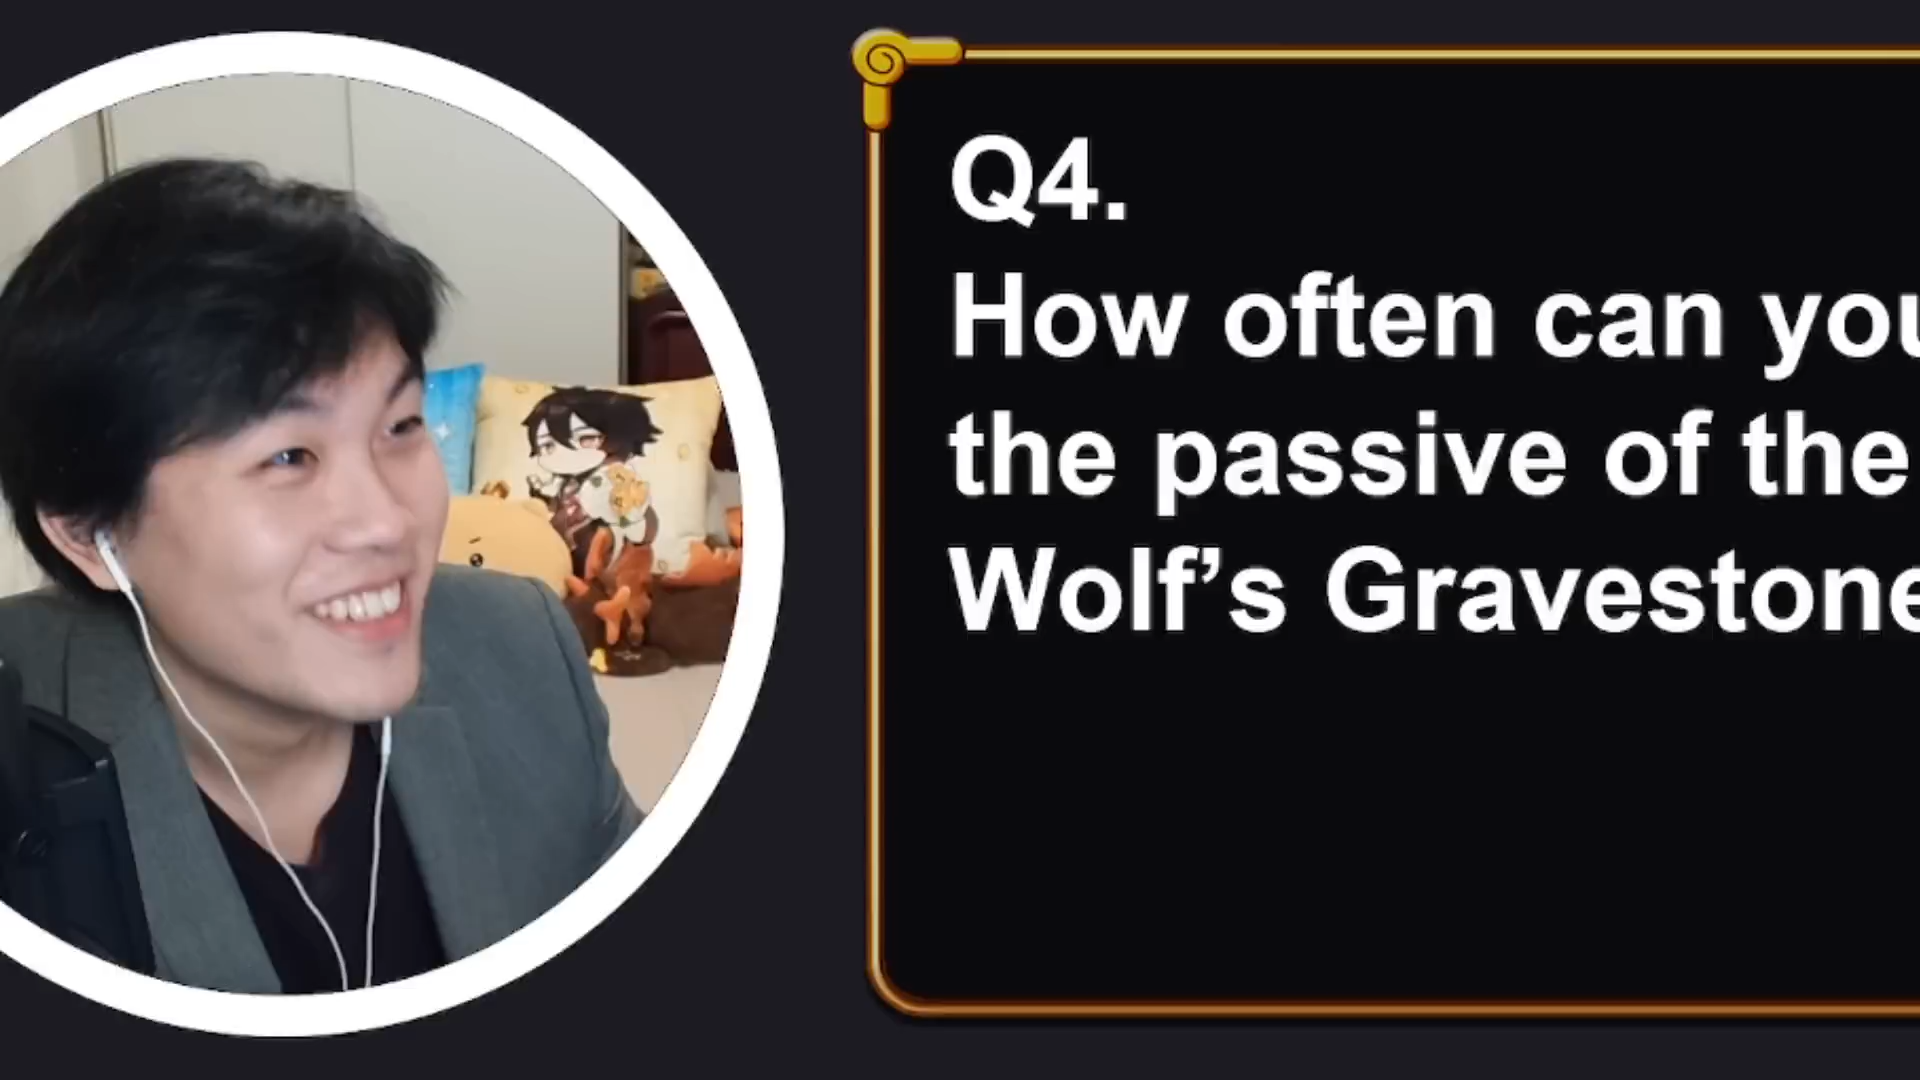 Q4.
How often can you
the passive of the
Wolf’s Gravestone